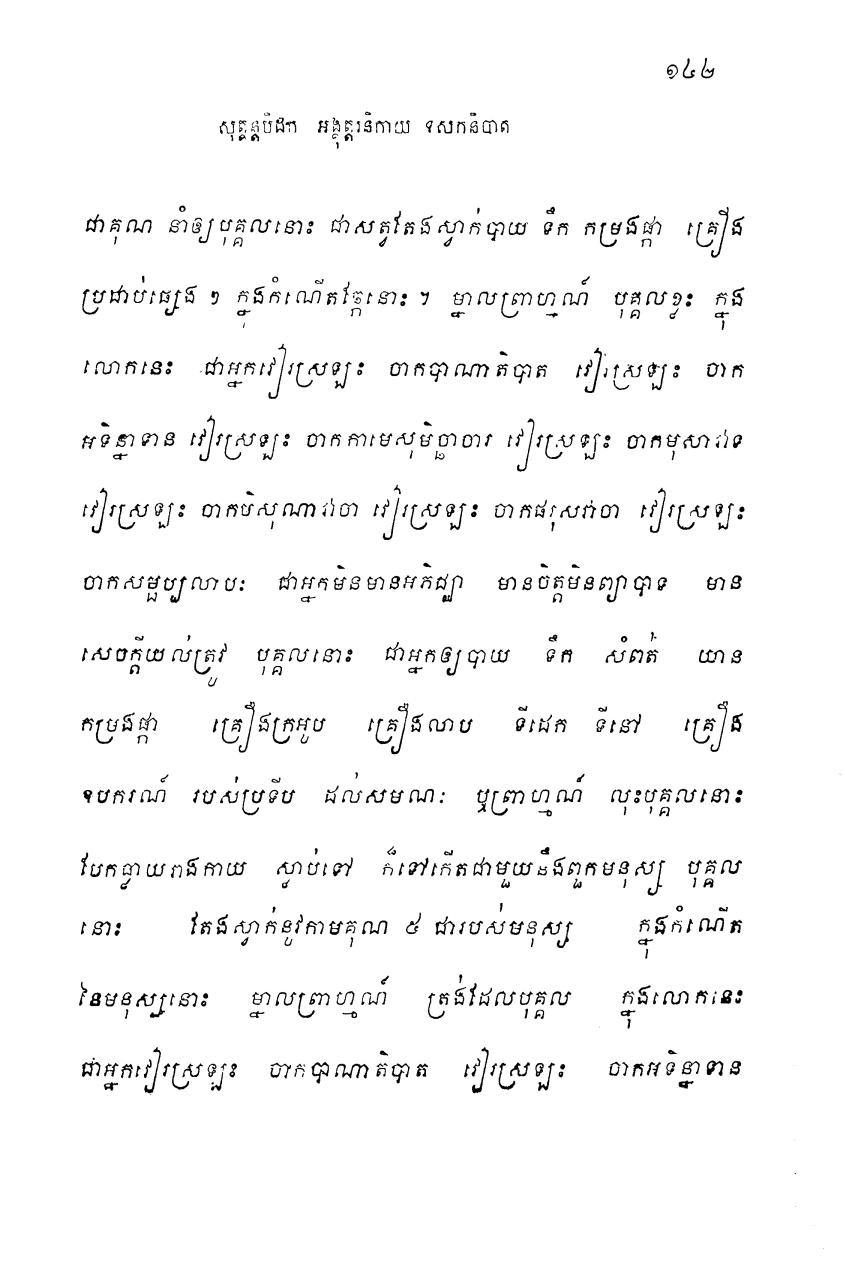 ១៤២
សុត្តន្តបិដក អង្គុត្តរនិកាយ ទសកនិបាត
ជាគុណ នាំឲ្យបុគ្គលនោះ ជាសត្វតែងស្វាក់បាយ ទឹក កម្រងផ្កា គ្រឿង
ប្រដាប់ផ្សេង ៗ ក្នុងកំណើតឆ្កែនោះ ។ ម្នាលព្រាហ្មណ៍ បុគ្គលខ្លះ ក្នុង
លោកនេះ ជាអ្នកវៀរស្រឡះ ចាកបាណាតិបាត វៀរស្រឡះ ចាក
អទិន្នាទាន វៀរស្រឡះ ចាកកាមេសុមិច្ឆាចារ វៀរស្រឡះ ចាកមុសាវាទ
វៀរស្រឡះ ចាកបិសុណាវាចា វៀរស្រឡះ ចាកផរុសវាចា វៀរស្រឡះ
ចាកសម្ផប្បលាបៈ ជាអ្នកមិនមានអភិជ្ឈា មានចិត្តមិនព្យាបាទ មាន
សេចក្តីយល់ត្រូវ បុគ្គលនោះ ជាអ្នកឲ្យបាយ ទឹក សំពត់ យាន
កម្រងផ្កា គ្រឿងក្រអូប គ្រឿងលាប ទីដេក ទីនៅ គ្រឿង
ឧបករណ៍ របស់ប្រទីប ដល់សមណៈ ឬព្រាហ្មណ៍ លុះបុគ្គលនោះ
បែកធ្លាយរាងកាយ ស្លាប់ទៅ ក៏ទៅកើតជាមួយនឹងពួកមនុស្ស បុគ្គល
នោះ តែងស្វាក់នូវកាមគុណ ៥ ជារបស់មនុស្ស ក្នុងកំណើត
នៃមនុស្សនោះ ម្នាលព្រាហ្មណ៍ ត្រង់ដែលបុគ្គល ក្នុងលោកនេះ
ជាអ្នកវៀរស្រឡះ ចាកបាណាតិបាត វៀរស្រឡះ ចាកអទិន្នាទាន